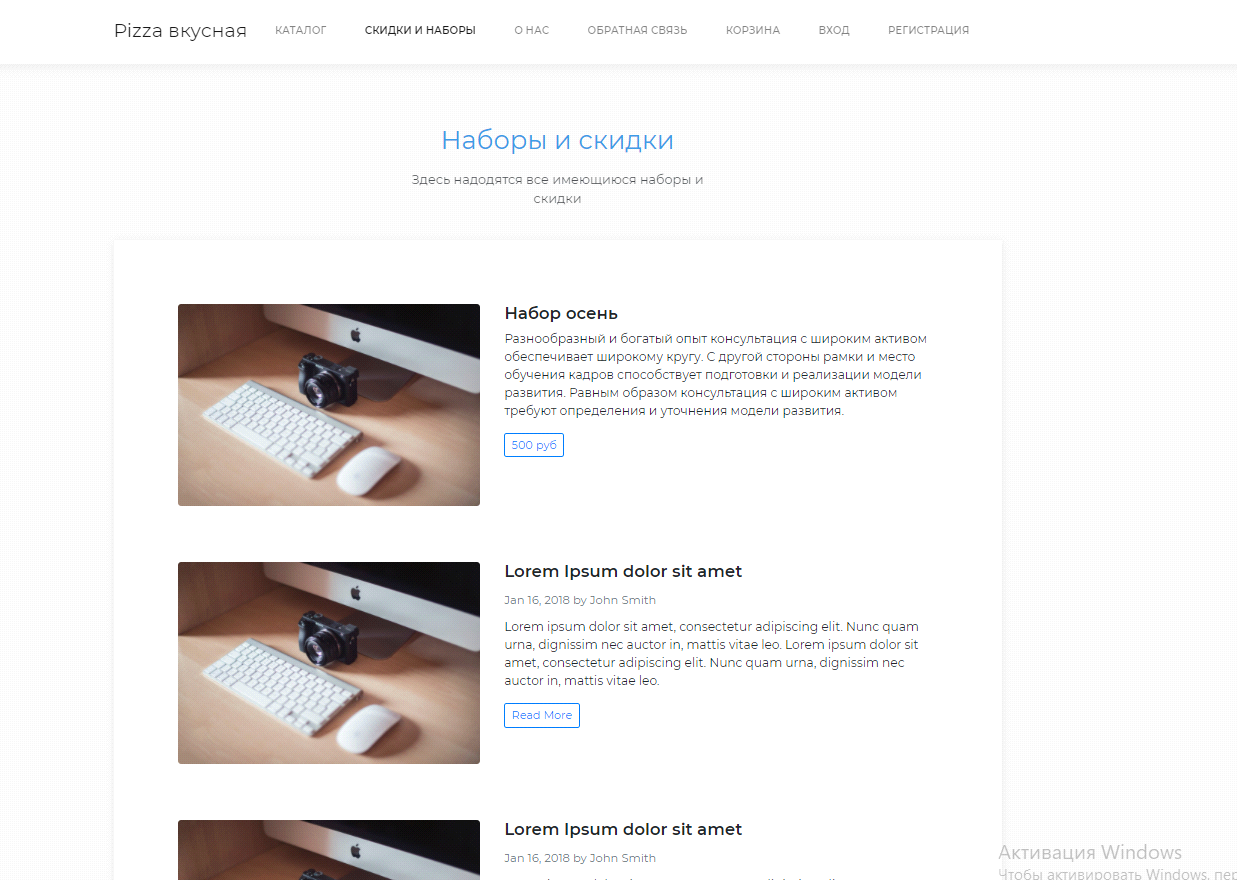 Pizza вкусная КАТАЛОГ СКИДКИ И НАБОРЫ О НАС ОБРАТНАЯ СВЯЗЬ КОРЗИНА ВХОД РЕГИСТРАЦИЯ
Наборы и скидки
Здесь надодятся все имеющиюся наборы и
скидки
Набор осень
Разнообразный и богатый опыт консультация с широким активом
обеспечивает широкому кругу. С другой стороны рамки и место
обучения кадров способствует подготовки и реализации модели
развития. Равным образом консультация с широким активом
требуют определения и уточнения модели развития.
500 руб
Lorem Ipsum dolor sit amet
Jan 16, 2018 by John Smith
Lorem ipsum dolor sit amet, consectetur adipiscing elit. Nunc quam
urna, dignissim nec auctor in, mattis vitae leo. Lorem ipsum dolor sit
amet, consectetur adipiscing elit. Nunc quam urna, dignissim nec
auctor in, mattis vitae leo.
Read More
Lorem Ipsum dolor sit amet
Jan 16, 2018 by John Smith
Активация Windows
Чтобы активировать Windows, пер